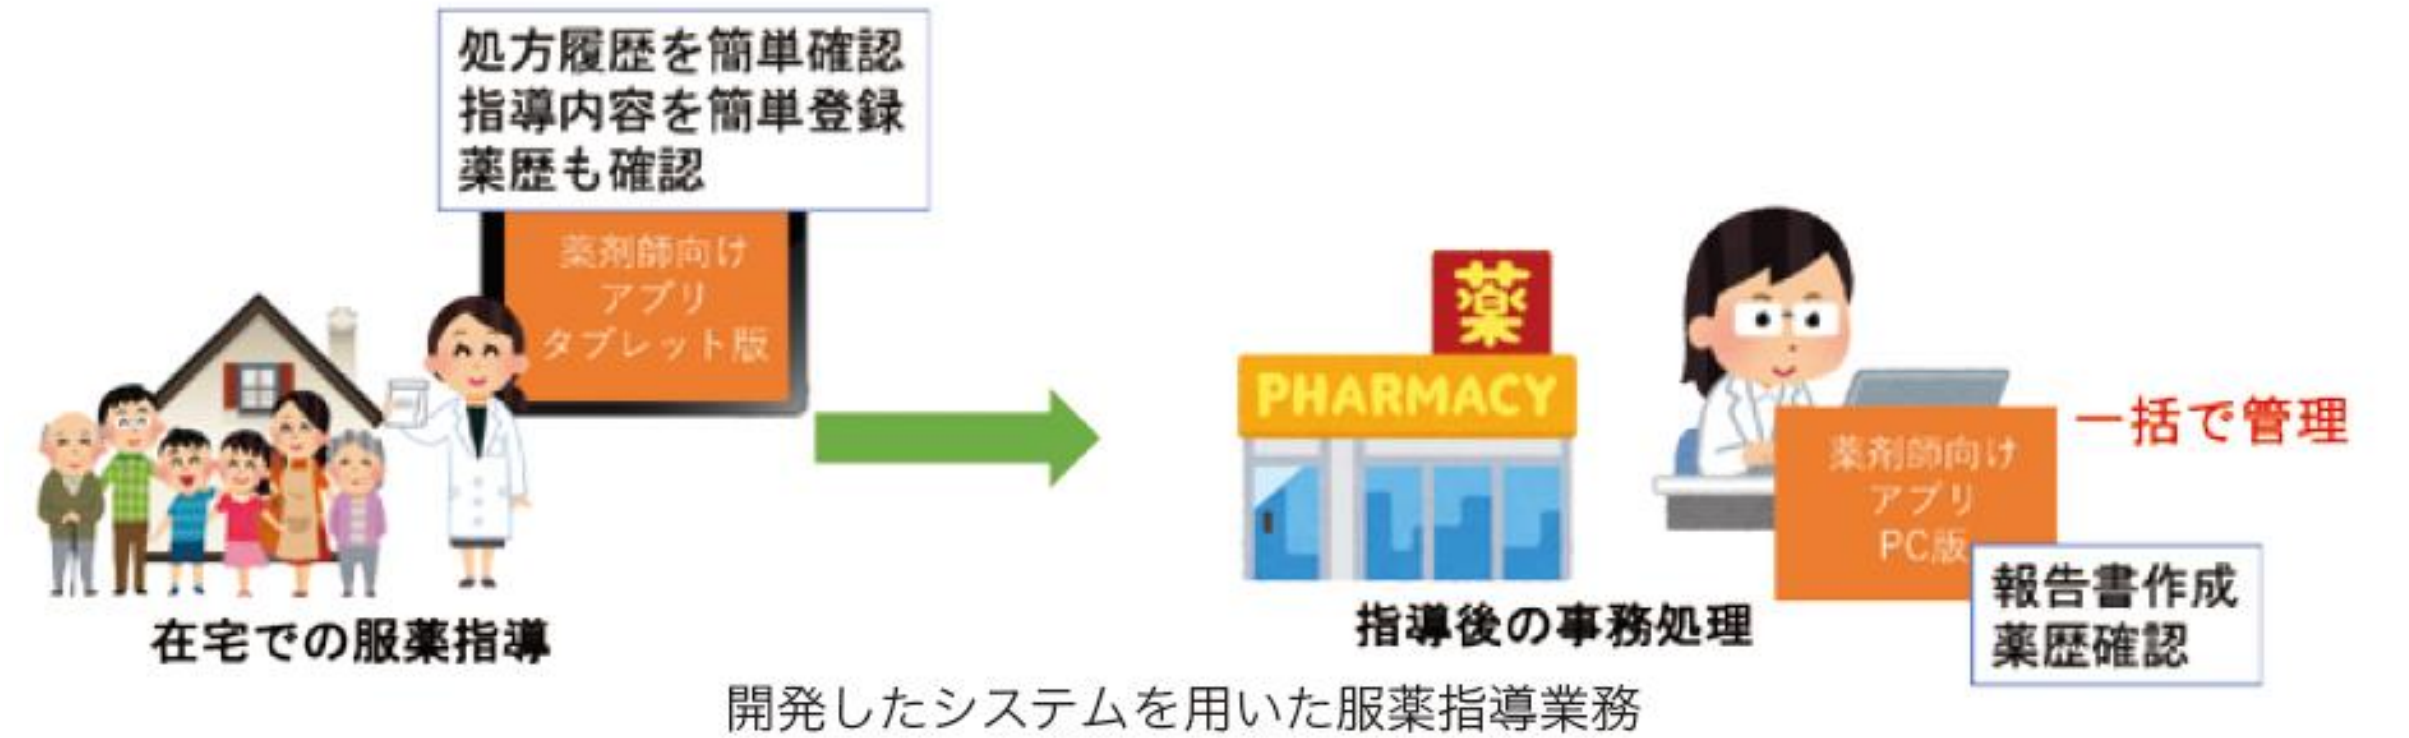 処方履歴を簡単確認
指導内容を簡単登録
薬歴も確認
薬剤師向け
アプリ
タブレット版
在宅での服薬指導
薬
PHARMACY
指導後の事務処理
一括で管理
薬剤師向け
アプリ
PC版
報告書作成
薬歴確認
開発したシステムを用いた服薬指導業務